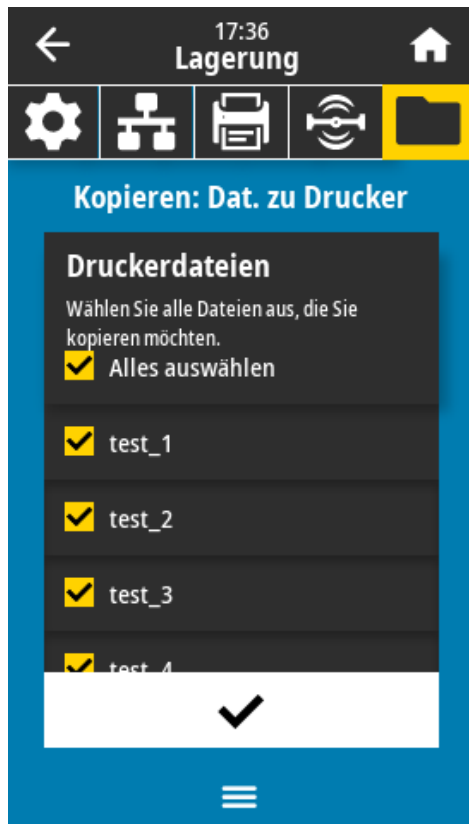 17:36
Lagerung
Kopieren: Dat. zu Drucker
Druckerdateien
Wählen Sie alle Dateien aus, die Sie
kopieren möchten.
Alles auswählen
test_1
test_2
test_3
test_4